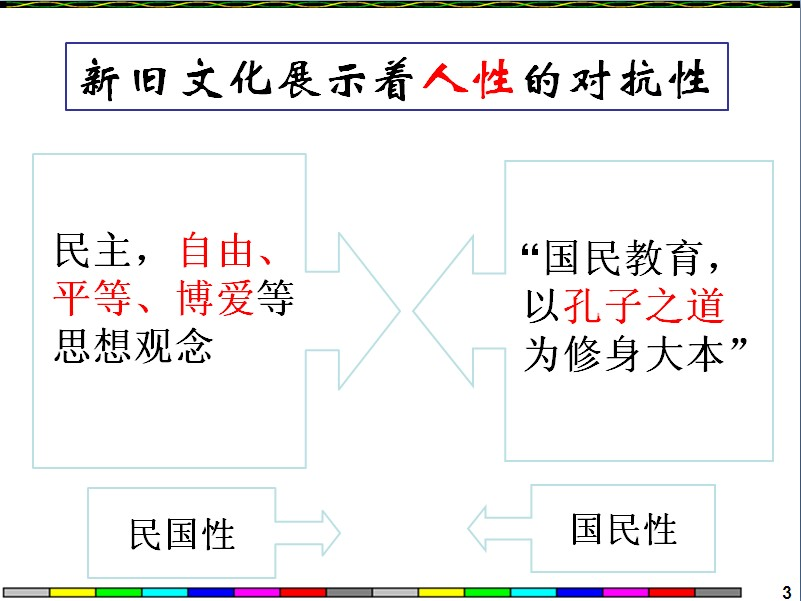 新旧文化展示着人性的对抗性
民主，自由、
平等、博爱等
思想观念
“国民教育，
以孔子之道
为修身大本”
民国性
国民性
3